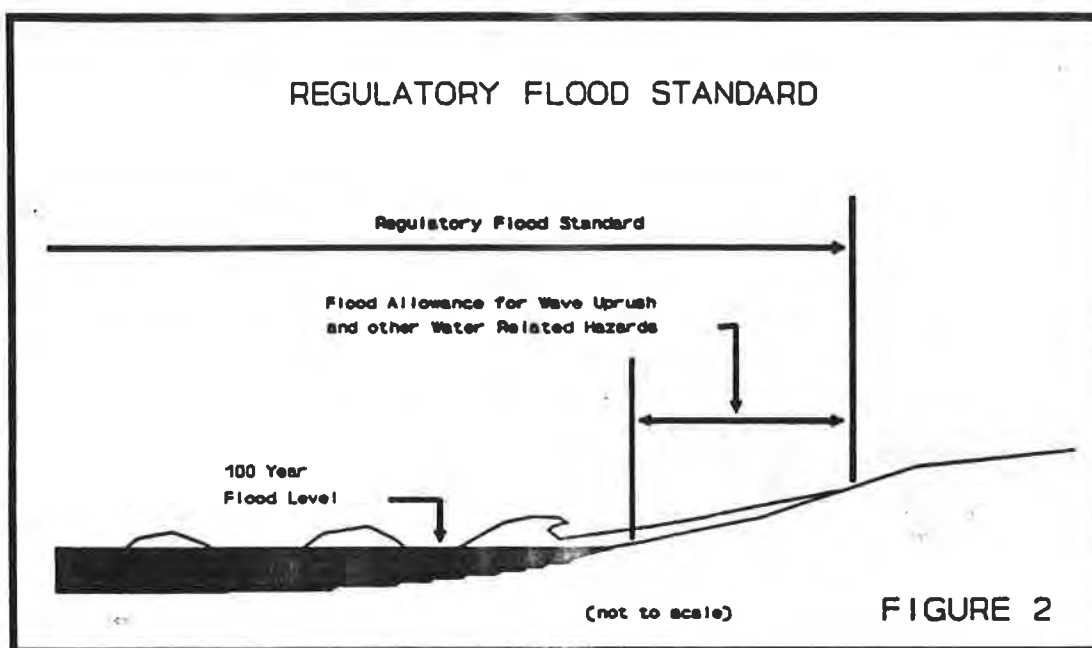 REGULATORY FLOOD STANDARD
Regulatory Flood Standard
Flood Allowance for Wave Uprush
and other Water Related Hazards
100 Year
Flood Level
(not to scale)
FIGURE 2